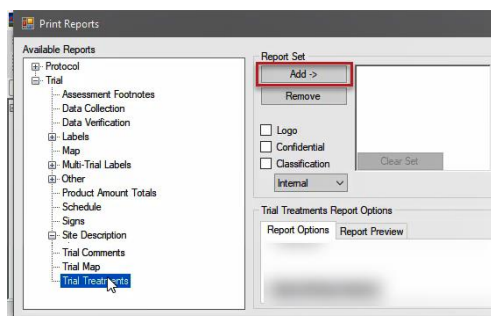 Print Reports
Available Reports
Protocol
Trial
Assessment Footnotes
Data Collection
Data Verification
Labels
Map
Multi-Trial Labels
Other
Product Amount Totals
Schedule
Signs
Site Description
Trial Comments
Trial Map
Trial Treatments
Report Set
Add ->
Remove
Logo
Confidential
Classification
Clear Set
Internal
Trial Treatments Report Options
Report Options Report Preview